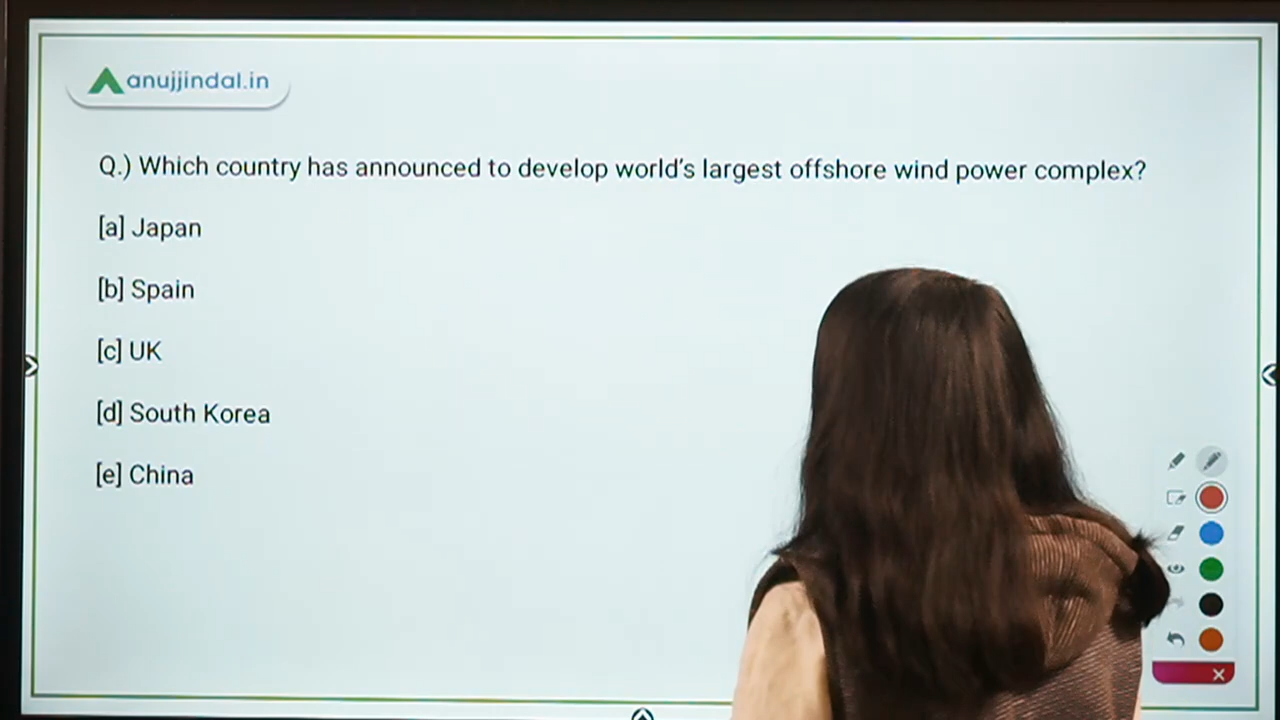 anujjindal.in
Q.) Which country has announced to develop world's largest offshore wind power complex?
[a] Japan
[b] Spain
[c] UK
[d] South Korea
[e] China